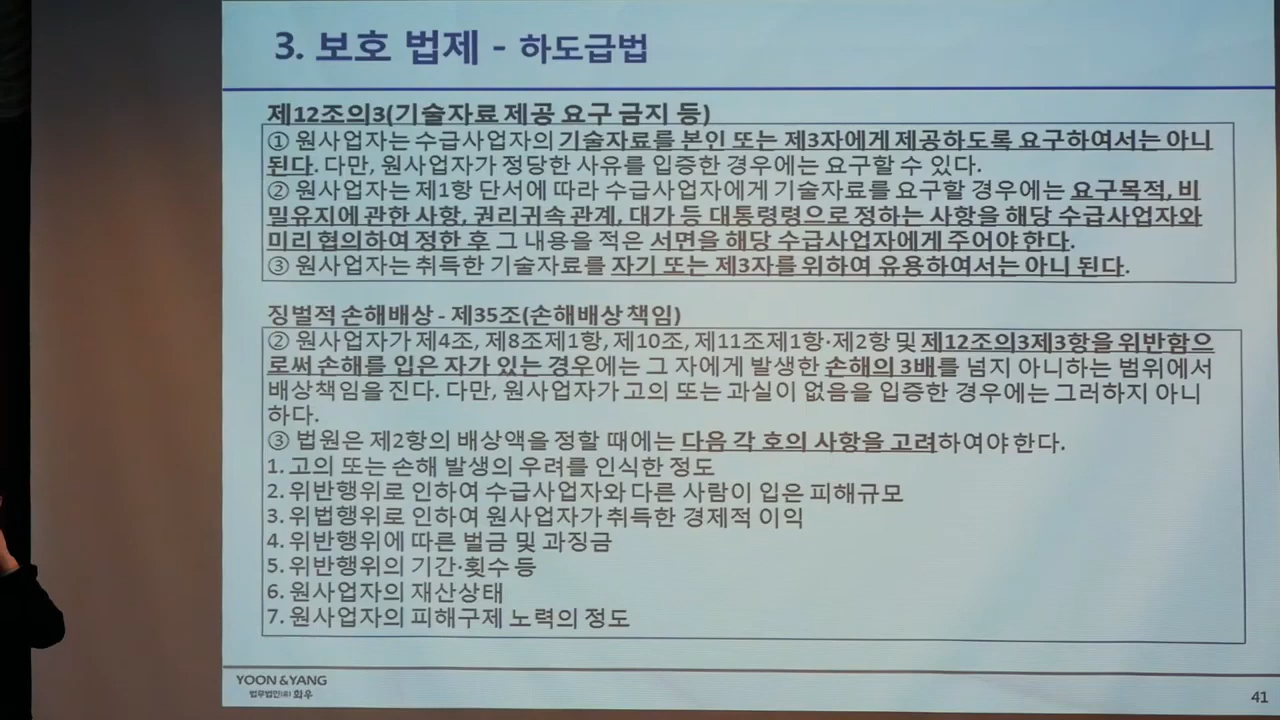 3. 보호 법제 - 하도급법
제12조의3(기술자료 제공 요구 금지 등)
① 원사업자는 수급사업자의 기술자료를 본인 또는 제3자에게 제공하도록 요구하여서는 아니
된다. 다만, 원사업자가 정당한 사유를 입증한 경우에는 요구할 수 있다.
② 원사업자는 제1항 단서에 따라 수급사업자에게 기술자료를 요구할 경우에는 요구목적, 비
밀유지에 관한 사항, 권리귀속 관계, 대가 등 대통령령으로 정하는 사항을 해당 수급사업자와
미리 협의하여 정한 후 그 내용을 적은 서면을 해당 수급사업자에게 주어야 한다.
③ 원사업자는 취득한 기술자료를 자기 또는 제3자를 위하여 유용하여서는 아니 된다.
징벌적 손해배상 - 제35조(손해배상 책임)
② 원사업자가 제4조, 제8조제1항, 제10조, 제11조제1항·제2항 및 제12조의3제3항을 위반함으
로써 손해를 입은 자가 있는 경우에는 그 자에게 발생한 손해의 3배를 넘지 아니하는 범위에서
배상책임을 진다. 다만, 원사업자가 고의 또는 과실이 없음을 입증한 경우에는 그러하지 아니
하다.
③ 법원은 제2항의 배상액을 정할 때에는 다음 각 호의 사항을 고려하여야 한다.
1. 고의 또는 손해 발생의 우려를 인식한 정도
2. 위반행위로 인하여 수급사업자와 다른 사람이 입은 피해규모
3. 위법행위로 인하여 원사업자가 취득한 경제적 이익
4. 위반행위에 따른 벌금 및 과징금
5. 위반행위의 기간·횟수 등
6. 원사업자의 재산상태
7. 원사업자의 피해구제 노력의 정도
YOON & YANG
법무법인(유) 화우
41